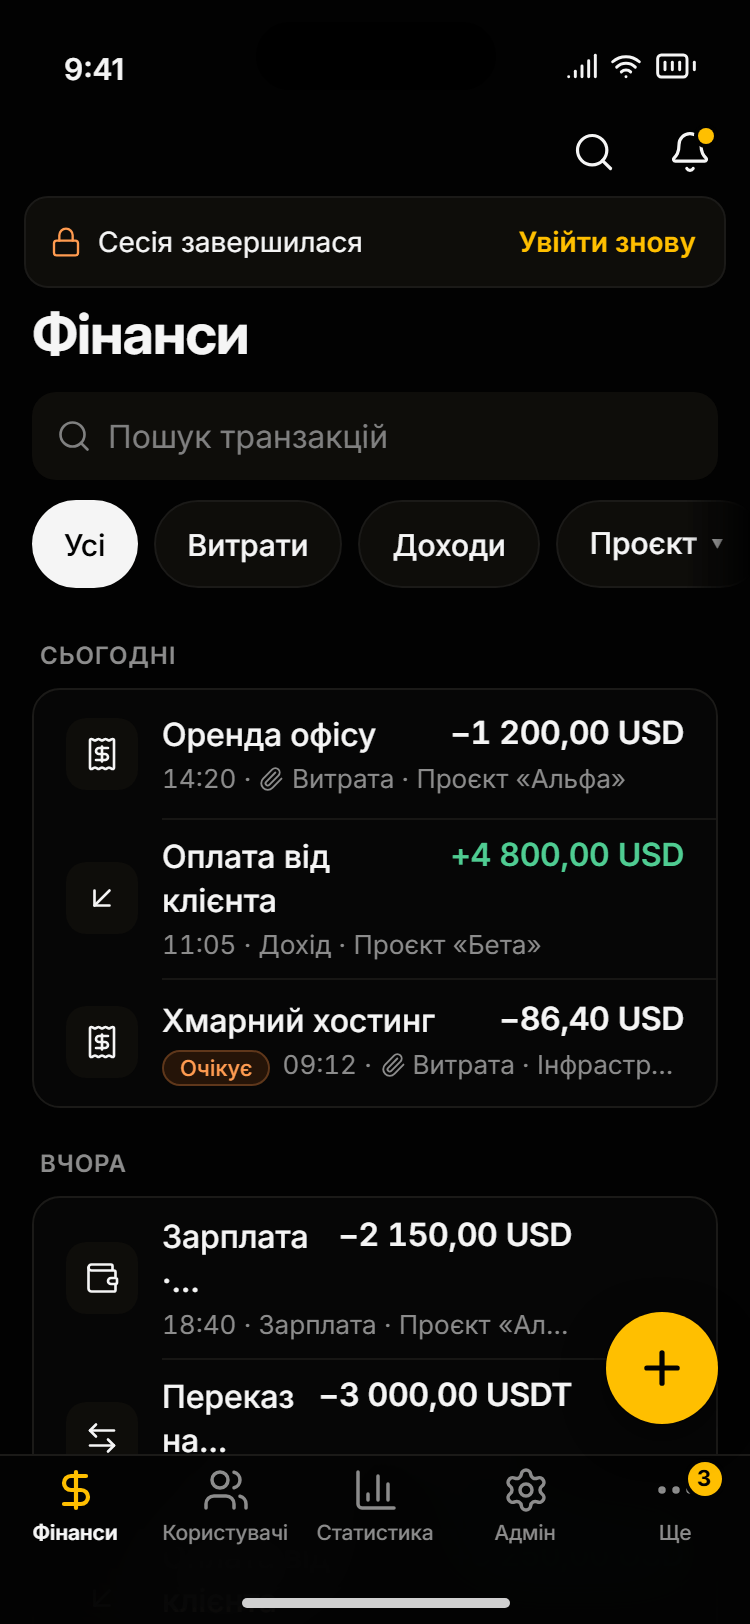 9:41
Сесія завершилася
Увійти знову
Фінанси
Пошук транзакцій
Усі
Витрати
Доходи
Проєкт ▼
СЬОГОДНІ
Оренда офісу
−1 200,00 USD
14:20 · Витрата · Проєкт «Альфа»
Оплата від
клієнта
+4 800,00 USD
11:05 · Дохід · Проєкт «Бета»
Хмарний хостинг
−86,40 USD
Очікує
09:12 · Витрата · Інфрастр...
ВЧОРА
Зарплата
·...
−2 150,00 USD
18:40 · Зарплата · Проєкт «Ал...
Переказ
на...
−3 000,00 USDT
3
Фінанси
Користувачі
Статистика
Адмін
Ще
клієнта